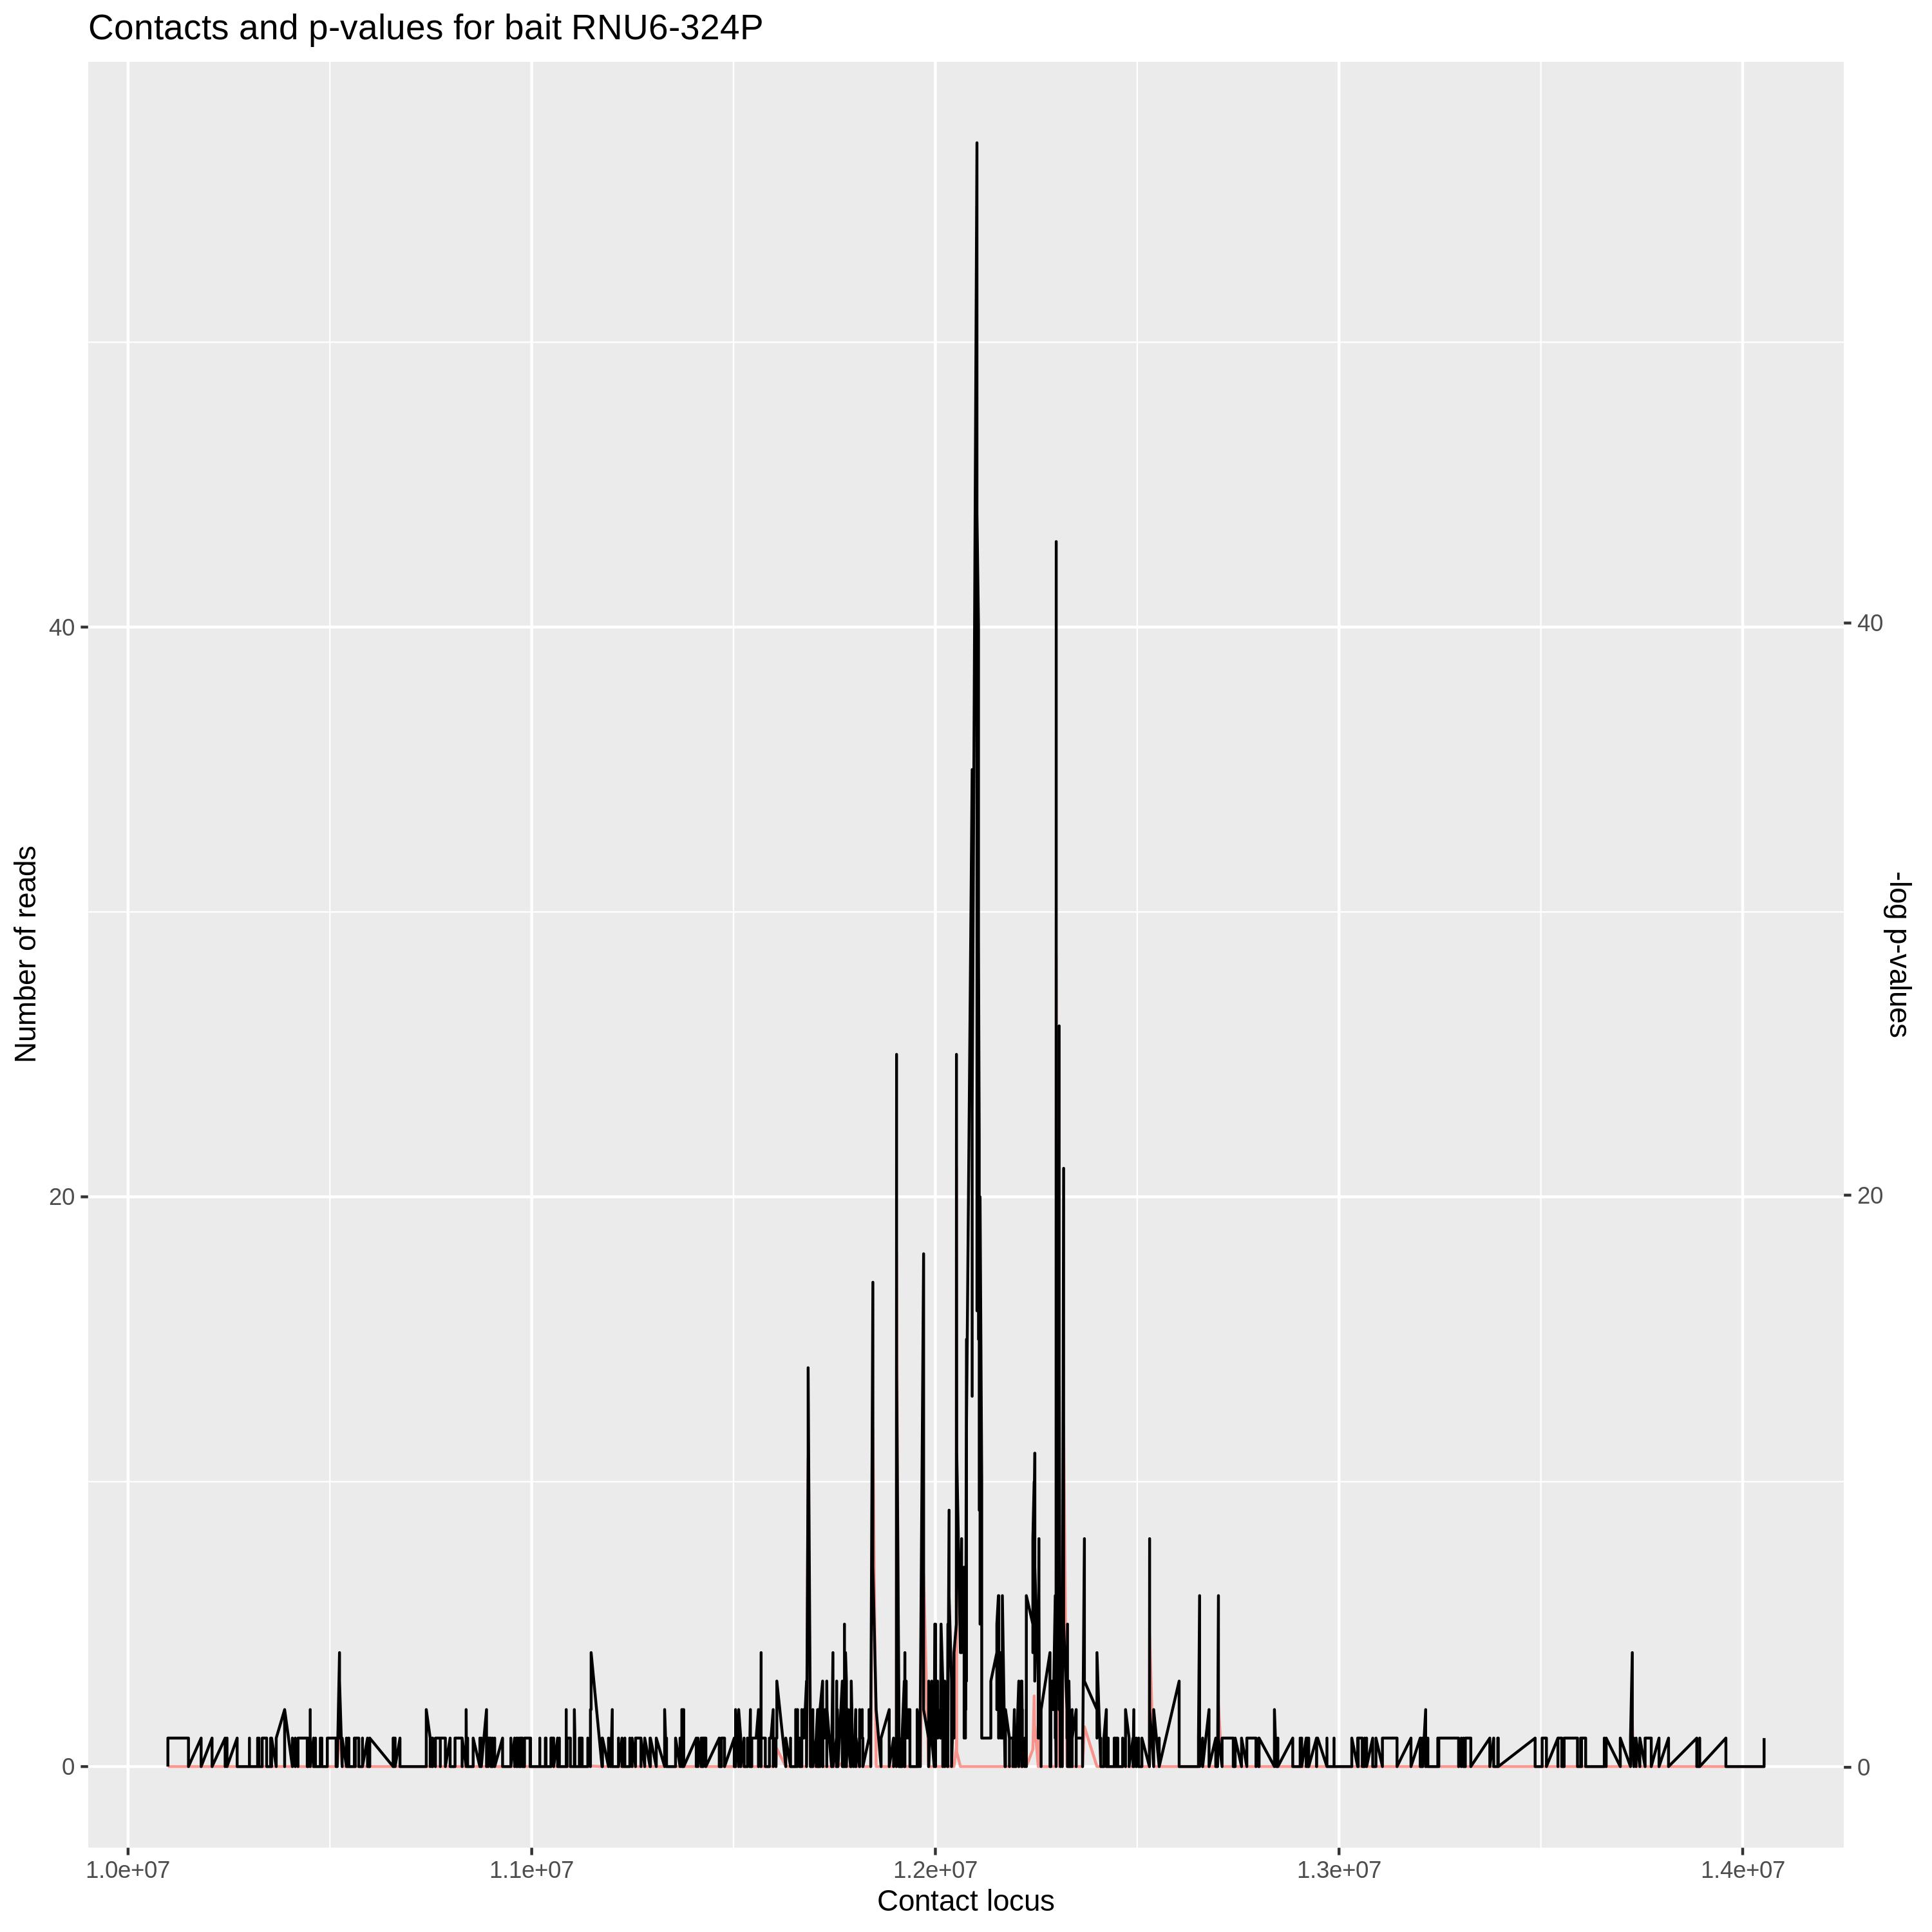 Contacts and p-values for bait RNU6-324P
Number of reads
40
20
0
40
20
0
-log p-values
1.0e+07
1.1e+07
1.2e+07
1.3e+07
1.4e+07
Contact locus